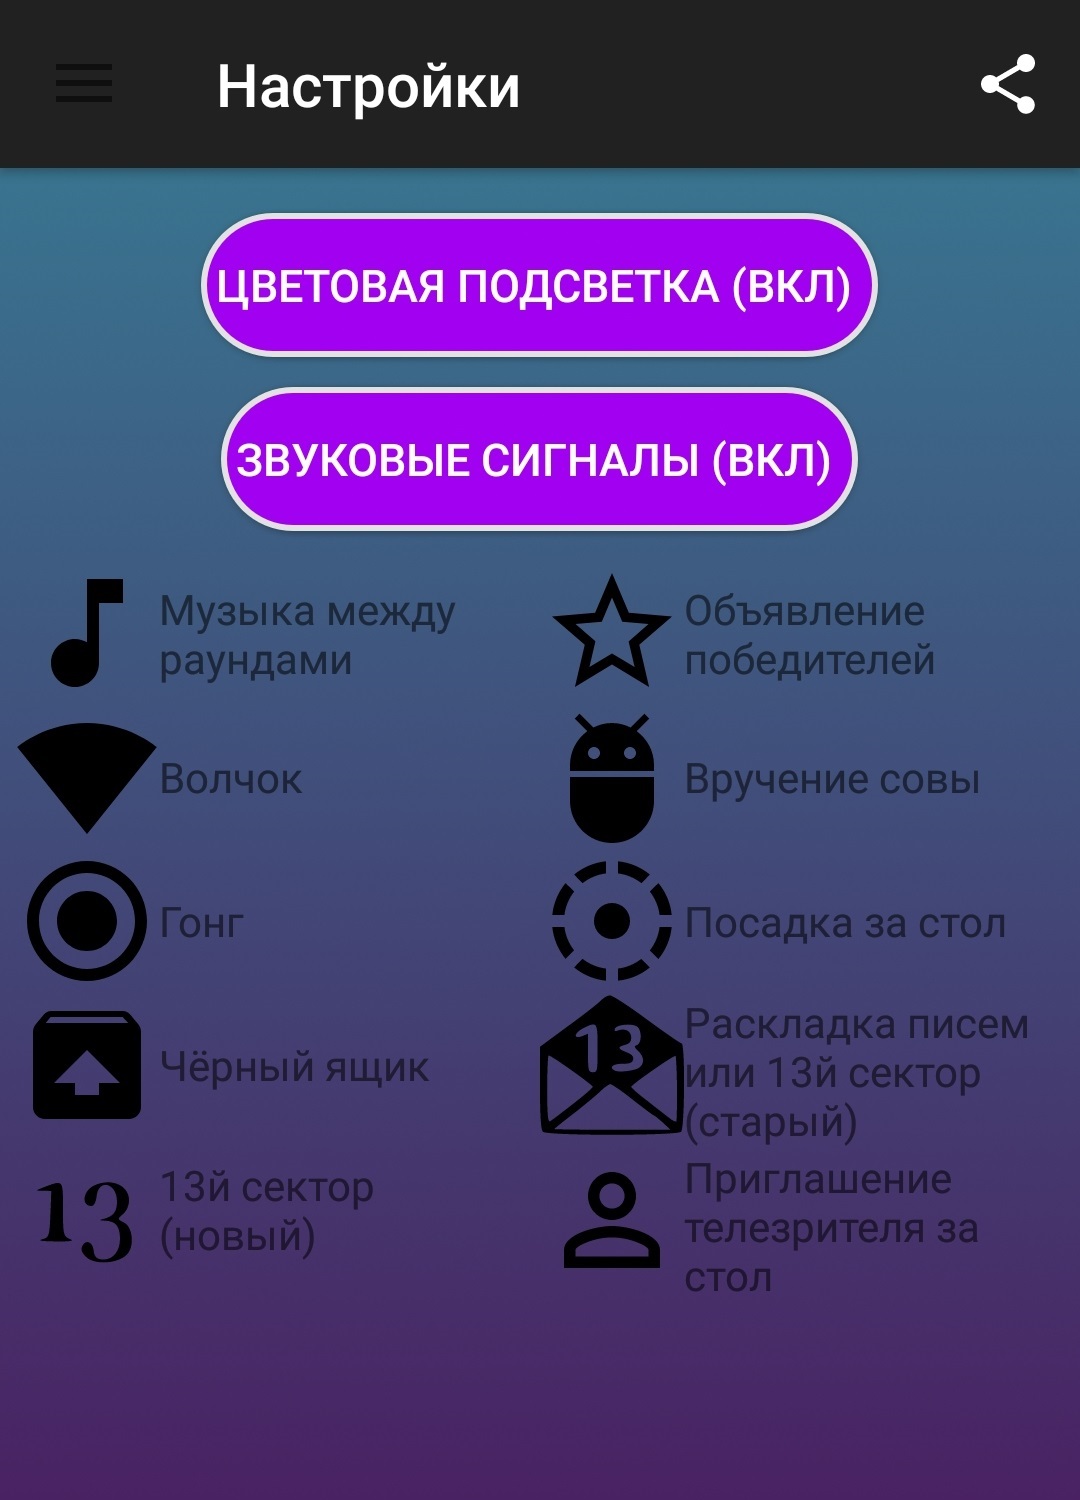 Настройки
ЦВЕТОВАЯ ПОДСВЕТКА (ВКЛ)
ЗВУКОВЫЕ СИГНАЛЫ (ВКЛ)
Музыка между
раундами
Объявление
победителей
Волчок
Вручение совы
Гонг
Посадка за стол
Чёрный ящик
13
Раскладка писем
или 13й сектор
(старый)
13
13й сектор
(новый)
Приглашение
телезрителя за
стол